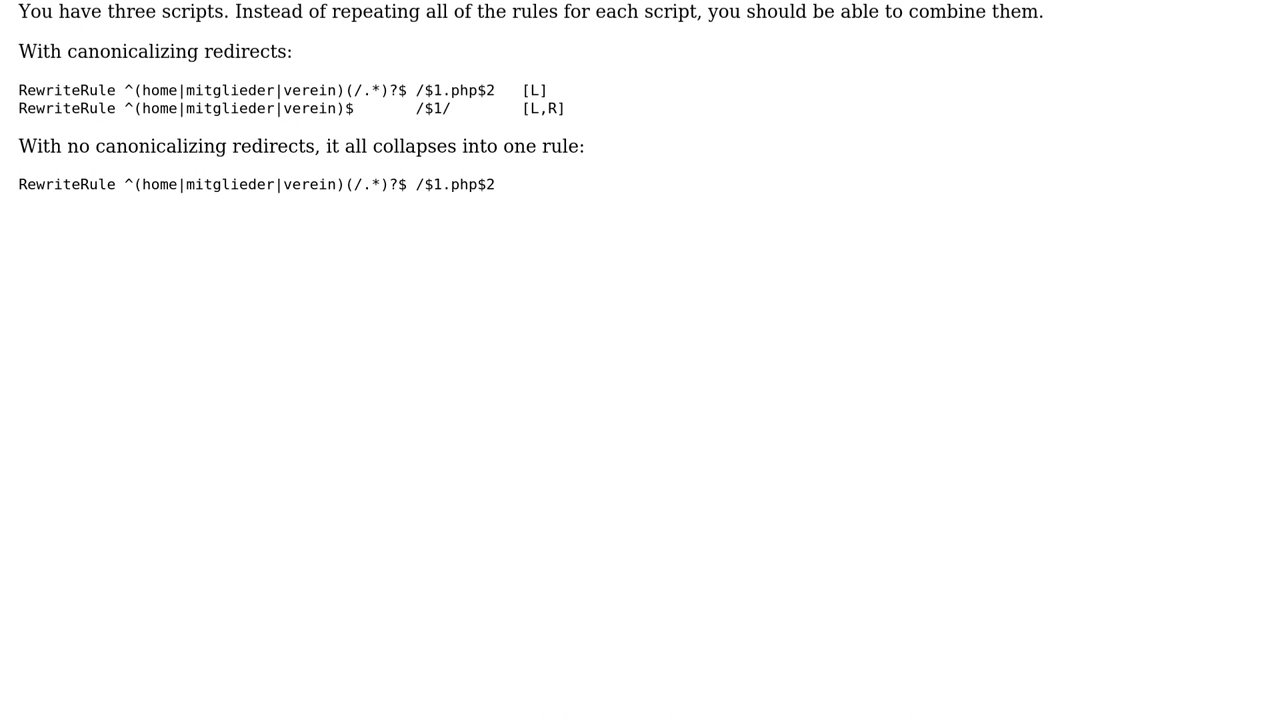 You have three scripts. Instead of repeating all of the rules for each script, you should be able to combine them.
With canonicalizing redirects:
RewriteRule ^(home|mitglieder|verein)(/.*)?$ /$1.php$2   [L]
RewriteRule ^(home|mitglieder|verein)$       /$1/        [L,R]
With no canonicalizing redirects, it all collapses into one rule:
RewriteRule ^(home|mitglieder|verein)(/.*)?$ /$1.php$2